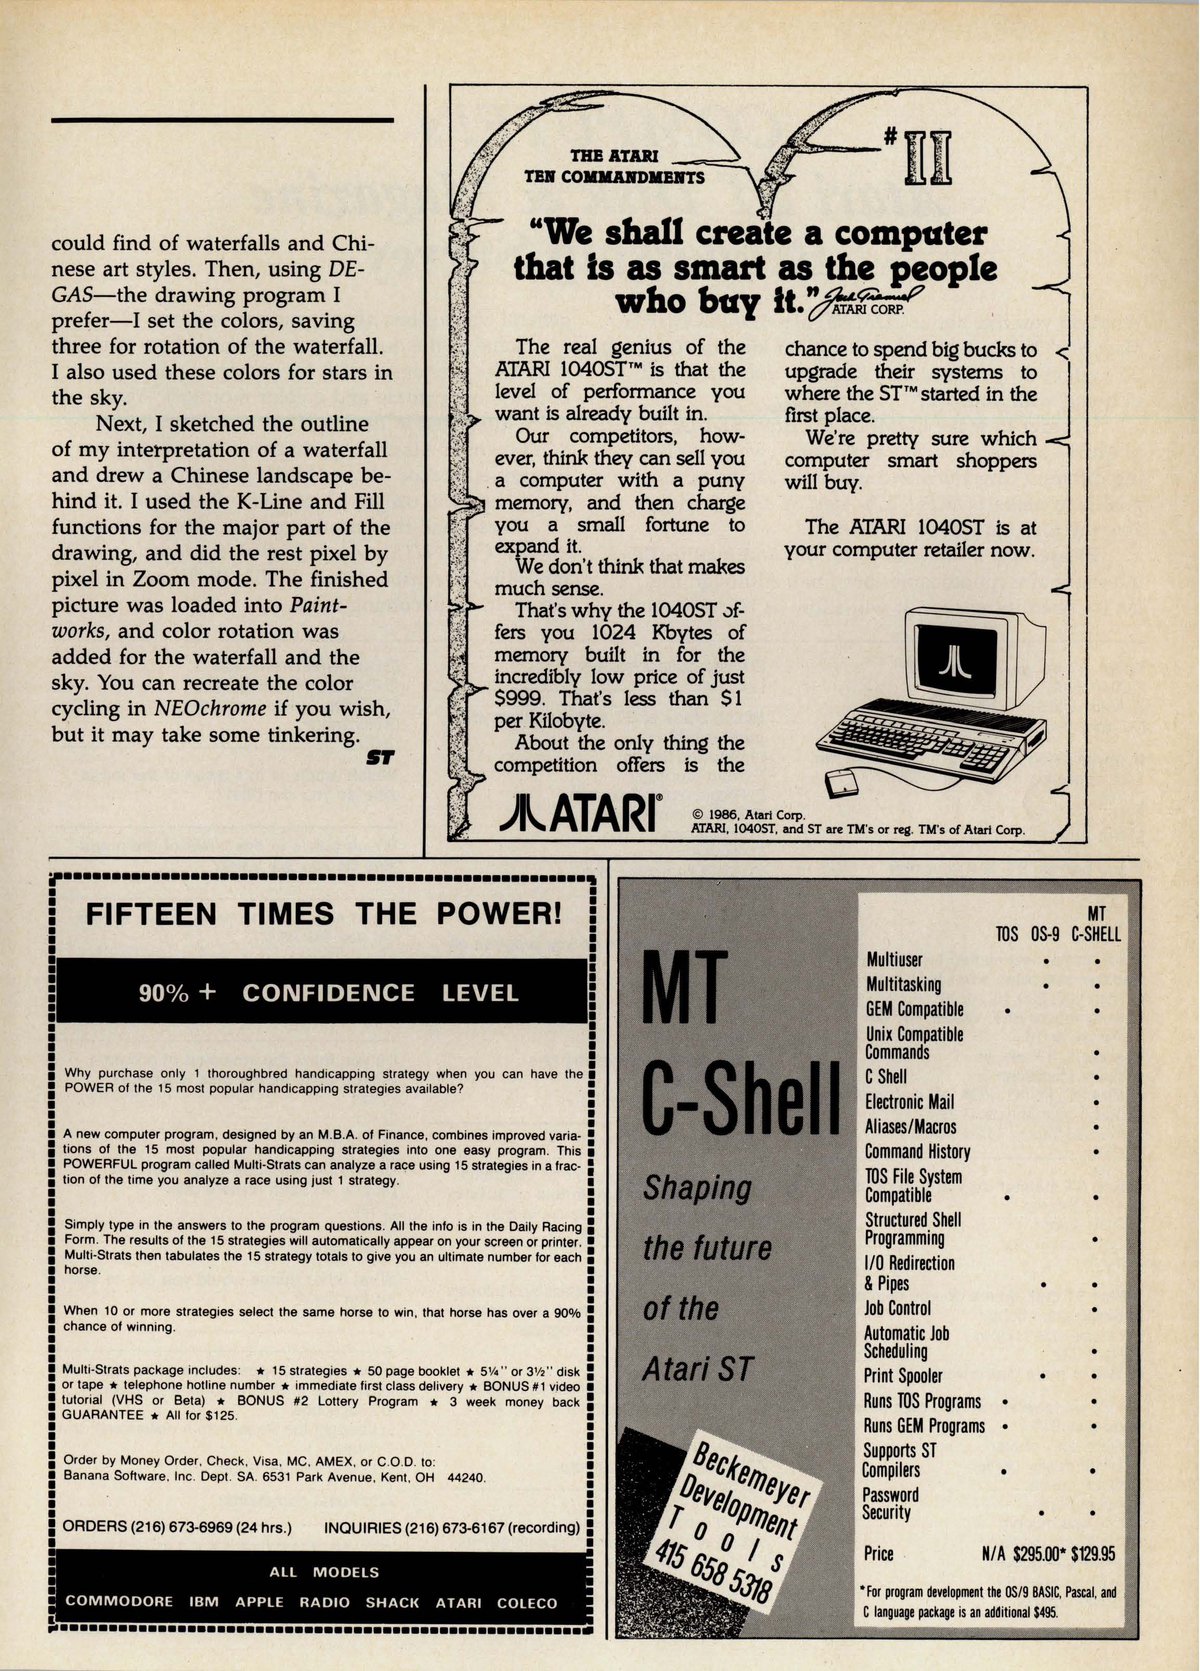 could find of waterfalls and Chi-
nese art styles. Then, using DE-
GAS—the drawing program I
prefer—I set the colors, saving
three for rotation of the waterfall.
I also used these colors for stars in
the sky.
Next, I sketched the outline
of my interpretation of a waterfall
and drew a Chinese landscape be-
hind it. I used the K-Line and Fill
functions for the major part of the
drawing, and did the rest pixel by
pixel in Zoom mode. The finished
picture was loaded into Paint-
works, and color rotation was
added for the waterfall and the
sky. You can recreate the color
cycling in NEOchrome if you wish,
but it may take some tinkering.
ST
THE ATARI
TEN COMMANDMENTS
#II
“We shall create a computer
that is as smart as the people
who buy it.” Jack Tramiel
ATARI CORP.
The real genius of the
ATARI 1040ST™ is that the
level of performance you
want is already built in.
Our competitors, how-
ever, think they can sell you
a computer with a puny
memory, and then charge
you a small fortune to
expand it.
We don't think that makes
much sense.
That's why the 1040ST of-
fers you 1024 Kbytes of
memory built in for the
incredibly low price of just
$999. That's less than $1
per Kilobyte.
About the only thing the
competition offers is the
chance to spend big bucks to
upgrade their systems to
where the ST™ started in the
first place.
We're pretty sure which
computer smart shoppers
will buy.
The ATARI 1040ST is at
your computer retailer now.
ATARI®
© 1986, Atari Corp.
ATARI, 1040ST, and ST are TM's or reg. TM's of Atari Corp.
FIFTEEN TIMES THE POWER!
90% + CONFIDENCE LEVEL
Why purchase only 1 thoroughbred handicapping strategy when you can have the
POWER of the 15 most popular handicapping strategies available?
A new computer program, designed by an M.B.A. of Finance, combines improved varia-
tions of the 15 most popular handicapping strategies into one easy program. This
POWERFUL program called Multi-Strats can analyze a race using 15 strategies in a frac-
tion of the time you analyze a race using just 1 strategy.
Simply type in the answers to the program questions. All the info is in the Daily Racing
Form. The results of the 15 strategies will automatically appear on your screen or printer.
Multi-Strats then tabulates the 15 strategy totals to give you an ultimate number for each
horse.
When 10 or more strategies select the same horse to win, that horse has over a 90%
chance of winning.
Multi-Strats package includes: ★ 15 strategies ★ 50 page booklet ★ 5¼" or 3½" disk
or tape ★ telephone hotline number ★ immediate first class delivery ★ BONUS #1 video
tutorial (VHS or Beta) ★ BONUS #2 Lottery Program ★ 3 week money back
GUARANTEE ★ All for $125.
Order by Money Order, Check, Visa, MC, AMEX, or C.O.D. to:
Banana Software, Inc. Dept. SA. 6531 Park Avenue, Kent, OH 44240.
ORDERS (216) 673-6969 (24 hrs.) INQUIRIES (216) 673-6167 (recording)
ALL MODELS
COMMODORE IBM APPLE RADIO SHACK ATARI COLECO
MT
C-Shell
Shaping
the future
of the
Atari ST
Beckemeyer
Development
Tools
415 658 5318
MT
TOS OS-9 C-SHELL
Multiuser • •
Multitasking • •
GEM Compatible • •
Unix Compatible
Commands •
C Shell •
Electronic Mail •
Aliases/Macros •
Command History •
TOS File System
Compatible • •
Structured Shell
Programming •
I/O Redirection
& Pipes • •
Job Control •
Automatic Job
Scheduling •
Print Spooler • •
Runs TOS Programs • •
Runs GEM Programs • •
Supports ST
Compilers • •
Password
Security • •
Price N/A $295.00* $129.95
*For program development the OS/9 BASIC, Pascal, and
C language package is an additional $495.